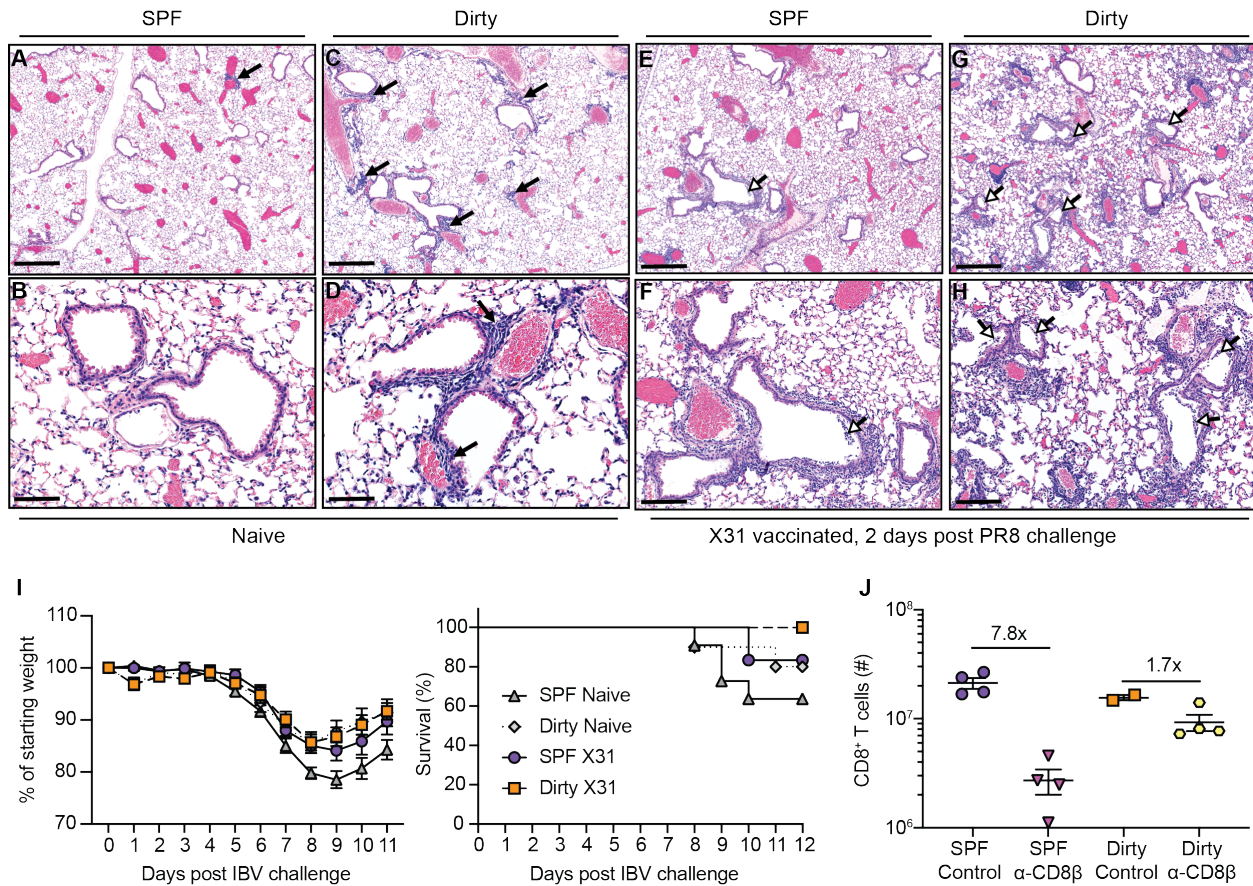 SPF Dirty SPF Dirty
A C E G
B D F H
Naive X31 vaccinated, 2 days post PR8 challenge
I
% of starting weight
110
100
90
80
70
0 1 2 3 4 5 6 7 8 9 10 11
Days post IBV challenge
Survival (%)
100
80
60
40
20
0
SPF Naive
Dirty Naive
SPF X31
Dirty X31
0 1 2 3 4 5 6 7 8 9 10 11 12
Days post IBV challenge
J
CD8⁺ T cells (#)
10⁸
10⁷
10⁶
7.8x
1.7x
SPF SPF Dirty Dirty
Control α-CD8β Control α-CD8β